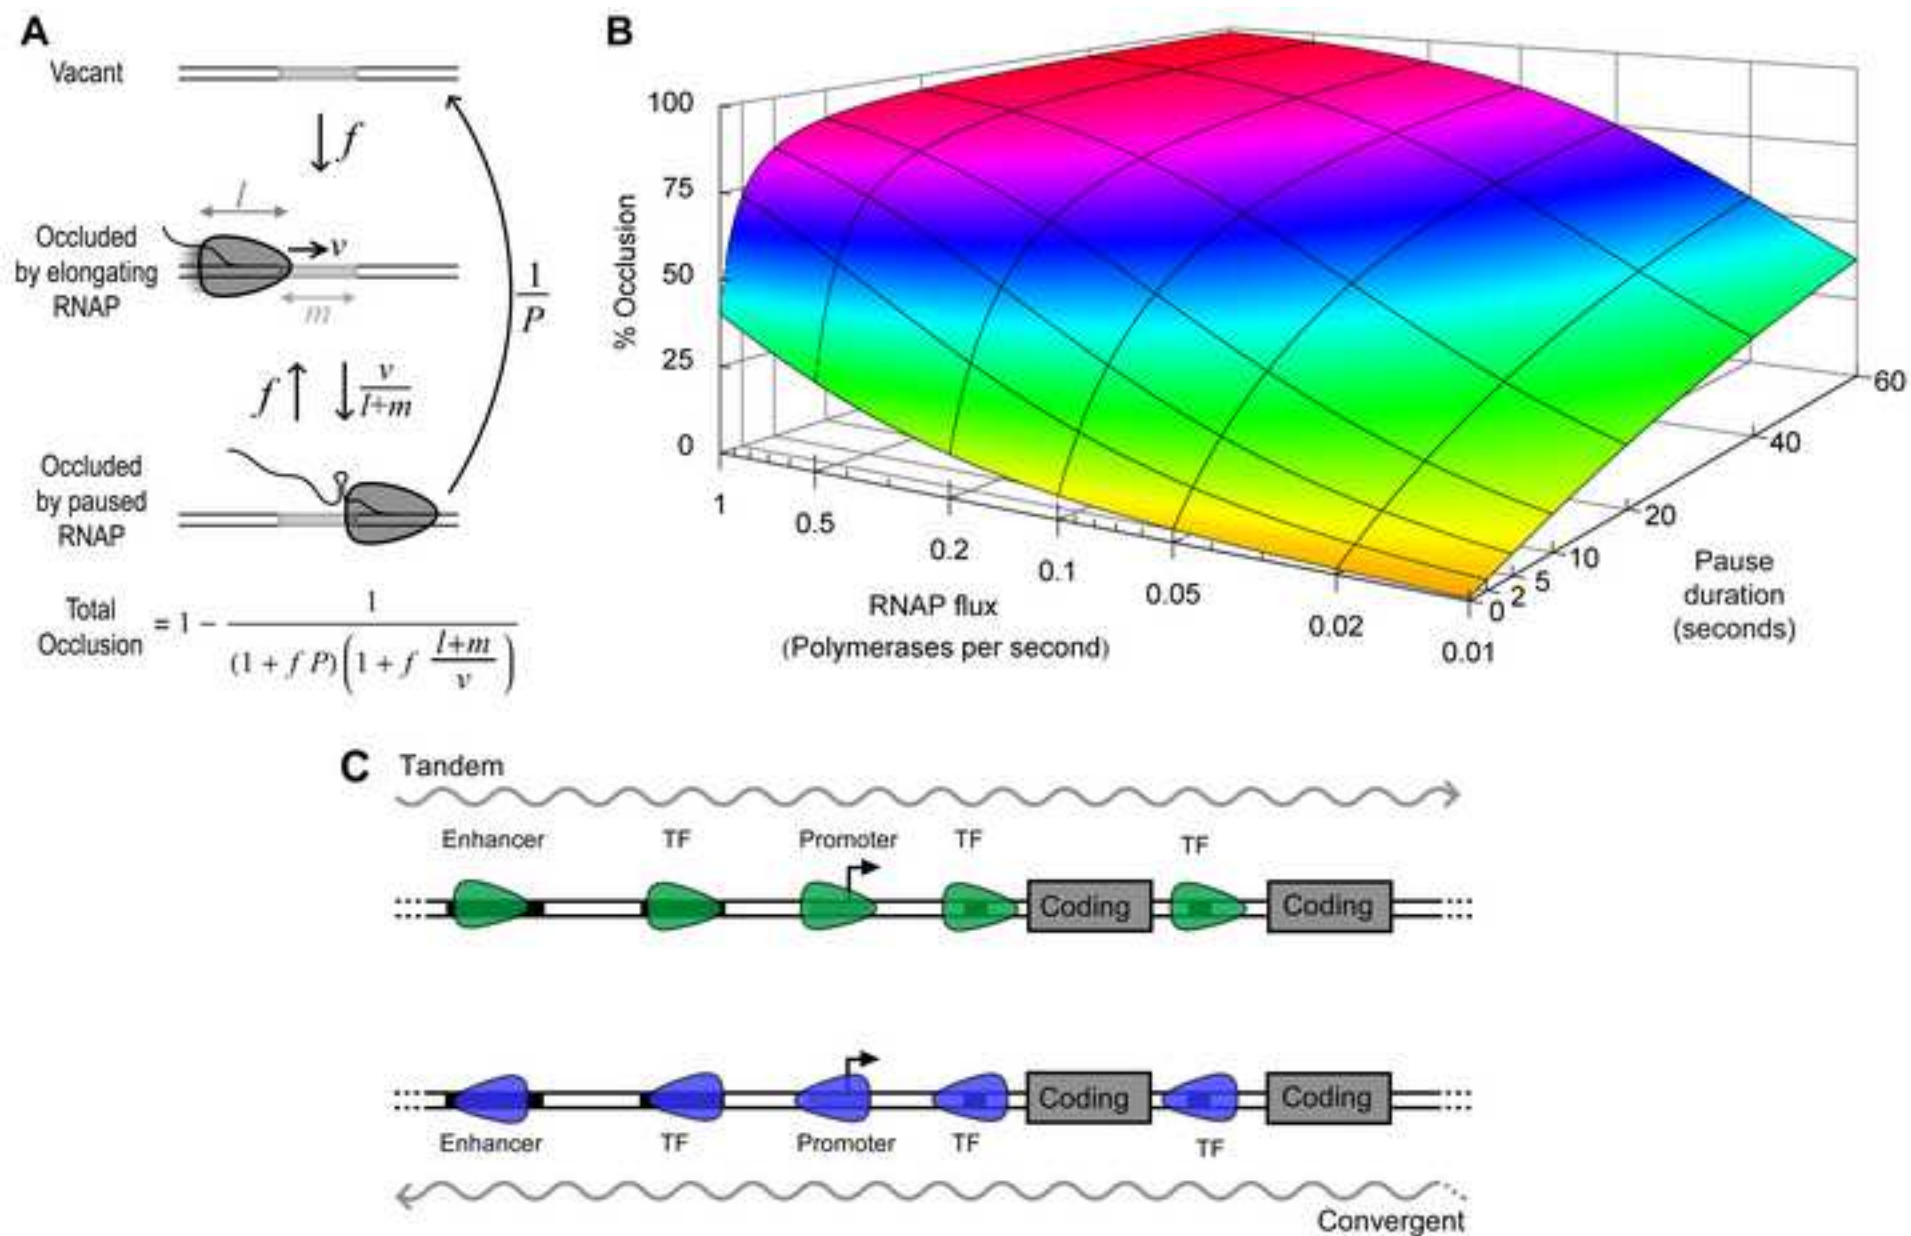 A
Vacant
f
l
v
Occluded
by elongating
RNAP
m
1
P
f
v
l+m
Occluded
by paused
RNAP
Total
Occlusion
= 1 -
1
(1 + f P) (1 + f l+m
v )
B
% Occlusion
100
75
50
25
0
1
0.5
0.2
0.1
0.05
0.02
0.01
RNAP flux
(Polymerases per second)
0
2
5
10
20
40
60
Pause
duration
(seconds)
C
Tandem
Enhancer TF Promoter TF TF
Coding Coding
Coding Coding
Enhancer TF Promoter TF TF
Convergent